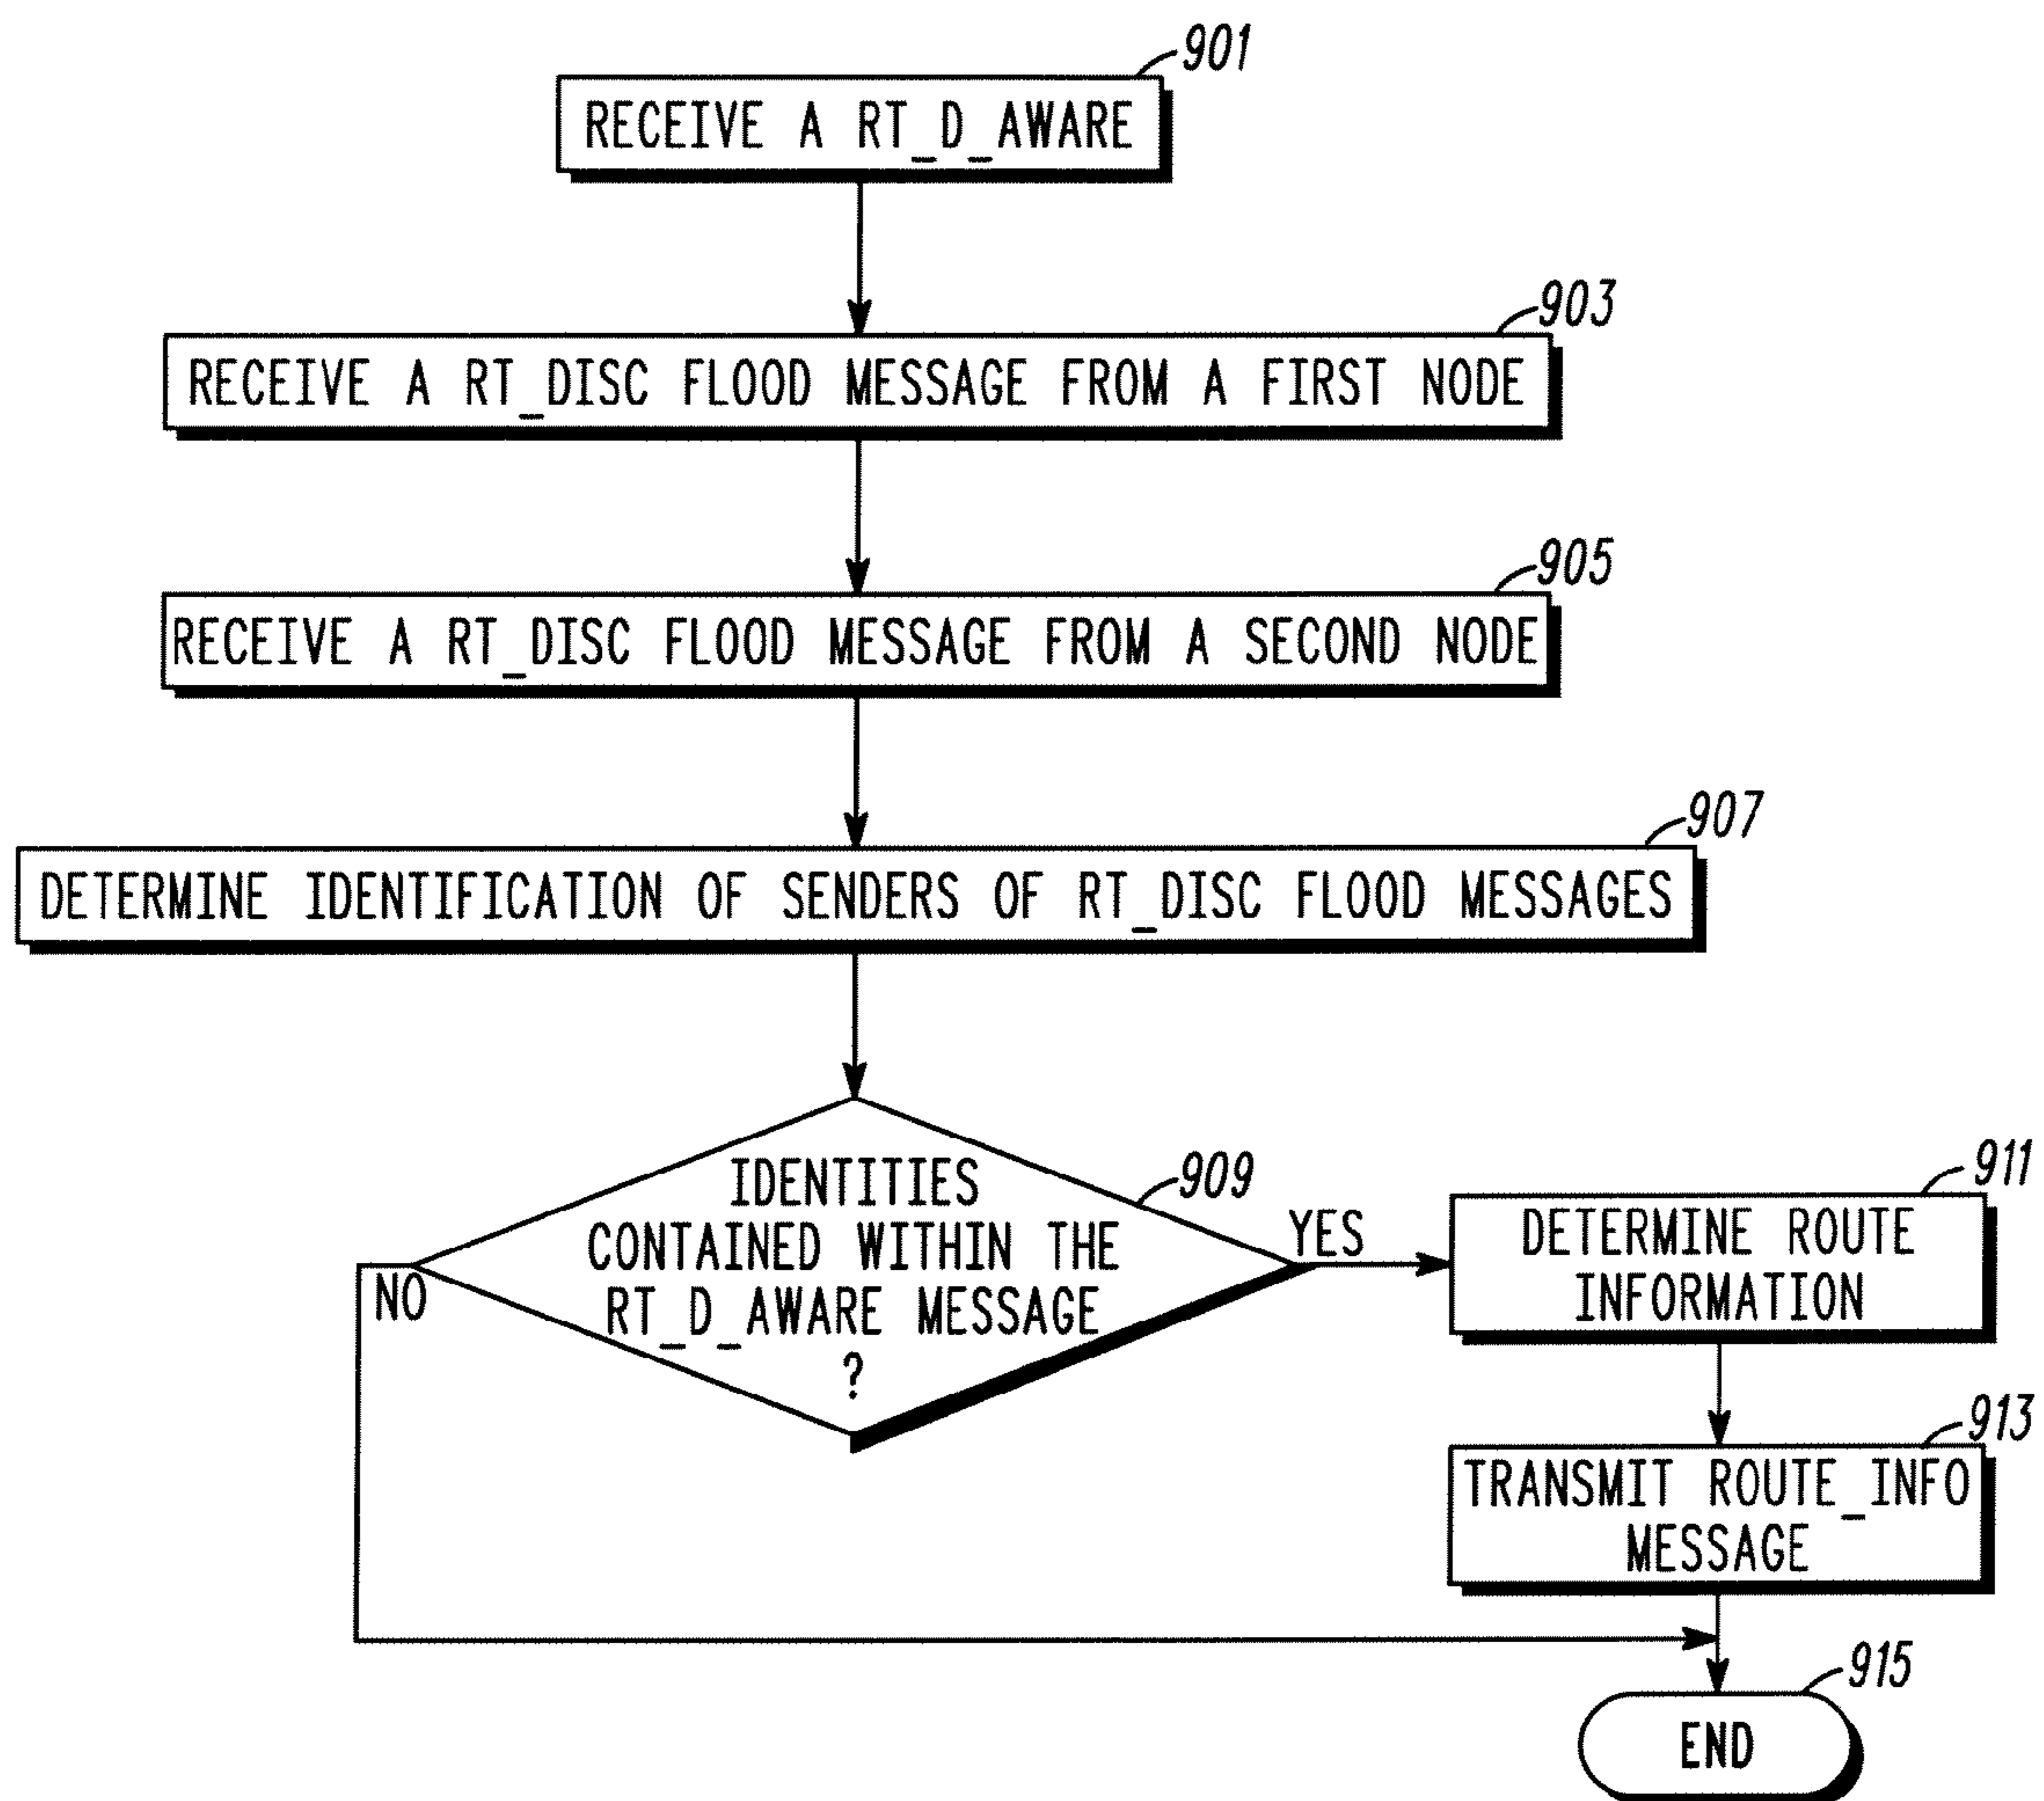 901
RECEIVE A RT_D_AWARE
903
RECEIVE A RT_DISC FLOOD MESSAGE FROM A FIRST NODE
905
RECEIVE A RT_DISC FLOOD MESSAGE FROM A SECOND NODE
907
DETERMINE IDENTIFICATION OF SENDERS OF RT_DISC FLOOD MESSAGES
909
IDENTITIES
CONTAINED WITHIN THE
RT_D_AWARE MESSAGE
?
NO
YES
911
DETERMINE ROUTE
INFORMATION
913
TRANSMIT ROUTE_INFO
MESSAGE
915
END